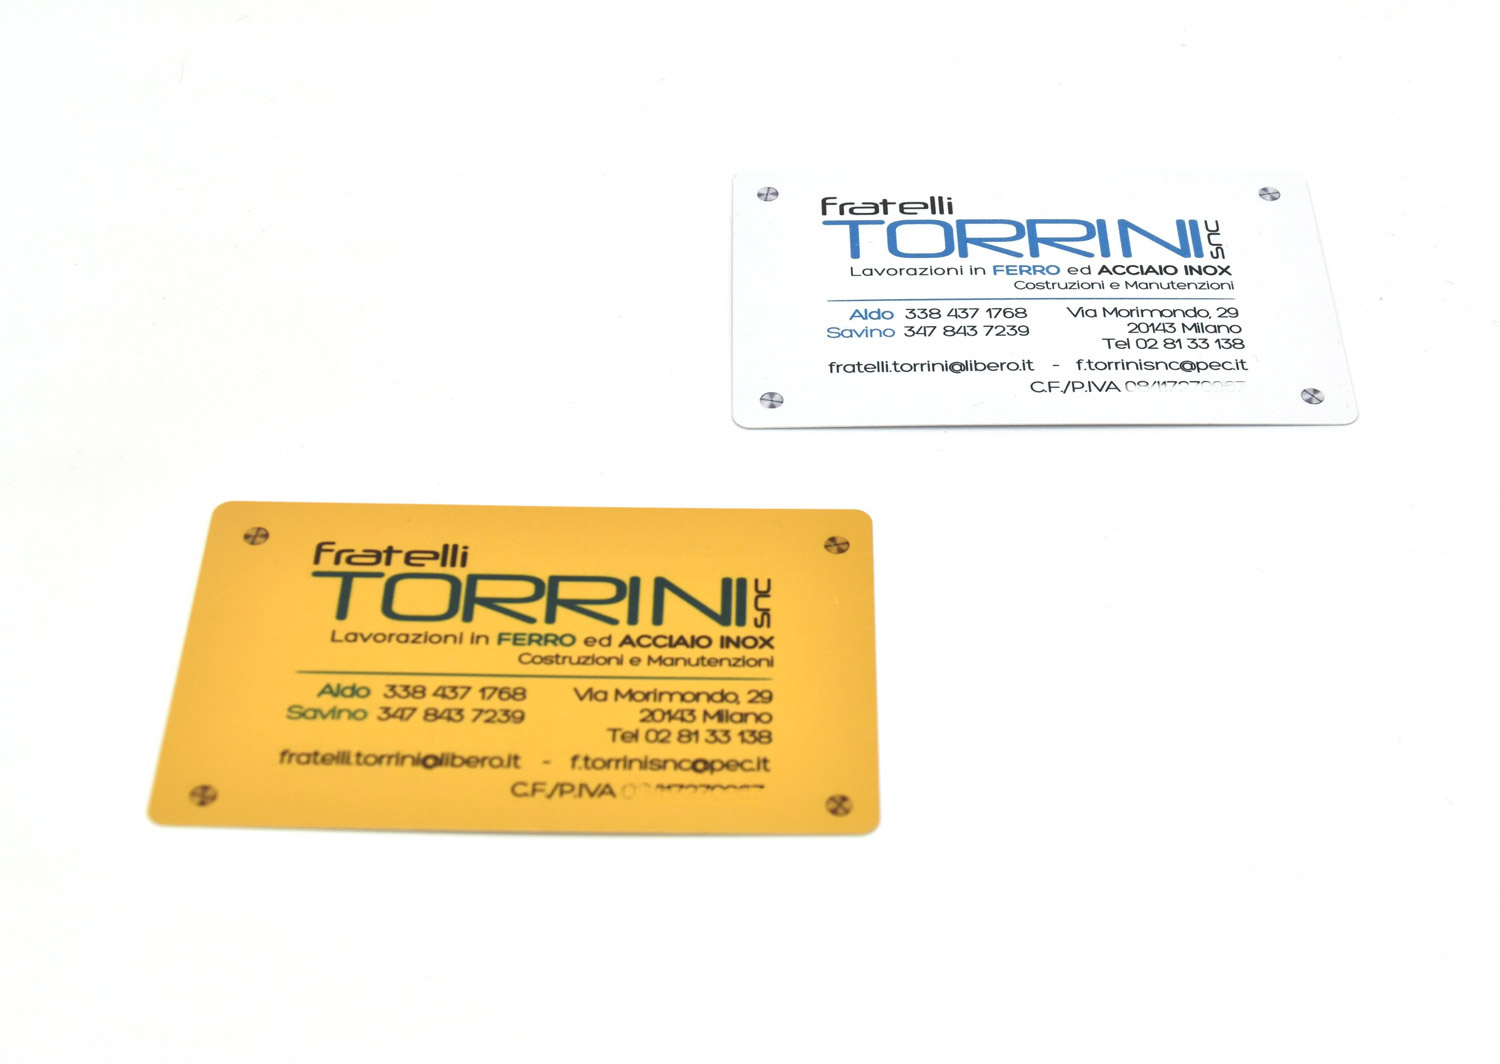 fratelli
TORRINI snc
Lavorazioni in FERRO ed ACCIAIO INOX
Costruzioni e Manutenzioni
Aldo 338 437 1768
Savino 347 843 7239
Via Morimondo, 29
20143 Milano
Tel 02 81 33 138
fratelli.torrini@libero.it - f.torrinisnc@pec.it
C.F./P.IVA
fratelli
TORRINI snc
Lavorazioni in FERRO ed ACCIAIO INOX
Costruzioni e Manutenzioni
Aldo 338 437 1768
Savino 347 843 7239
Via Morimondo, 29
20143 Milano
Tel 02 81 33 138
fratelli.torrini@libero.it - f.torrinisnc@pec.it
C.F./P.IVA